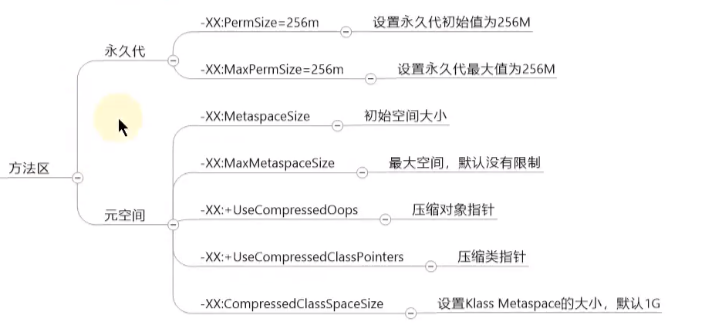 方法区
永久代
-XX:PermSize=256m 设置永久代初始值为256M
-XX:MaxPermSize=256m 设置永久代最大值为256M
元空间
-XX:MetaspaceSize 初始空间大小
-XX:MaxMetaspaceSize 最大空间，默认没有限制
-XX:+UseCompressedOops 压缩对象指针
-XX:+UseCompressedClassPointers 压缩类指针
-XX:CompressedClassSpaceSize 设置Klass Metaspace的大小，默认1G